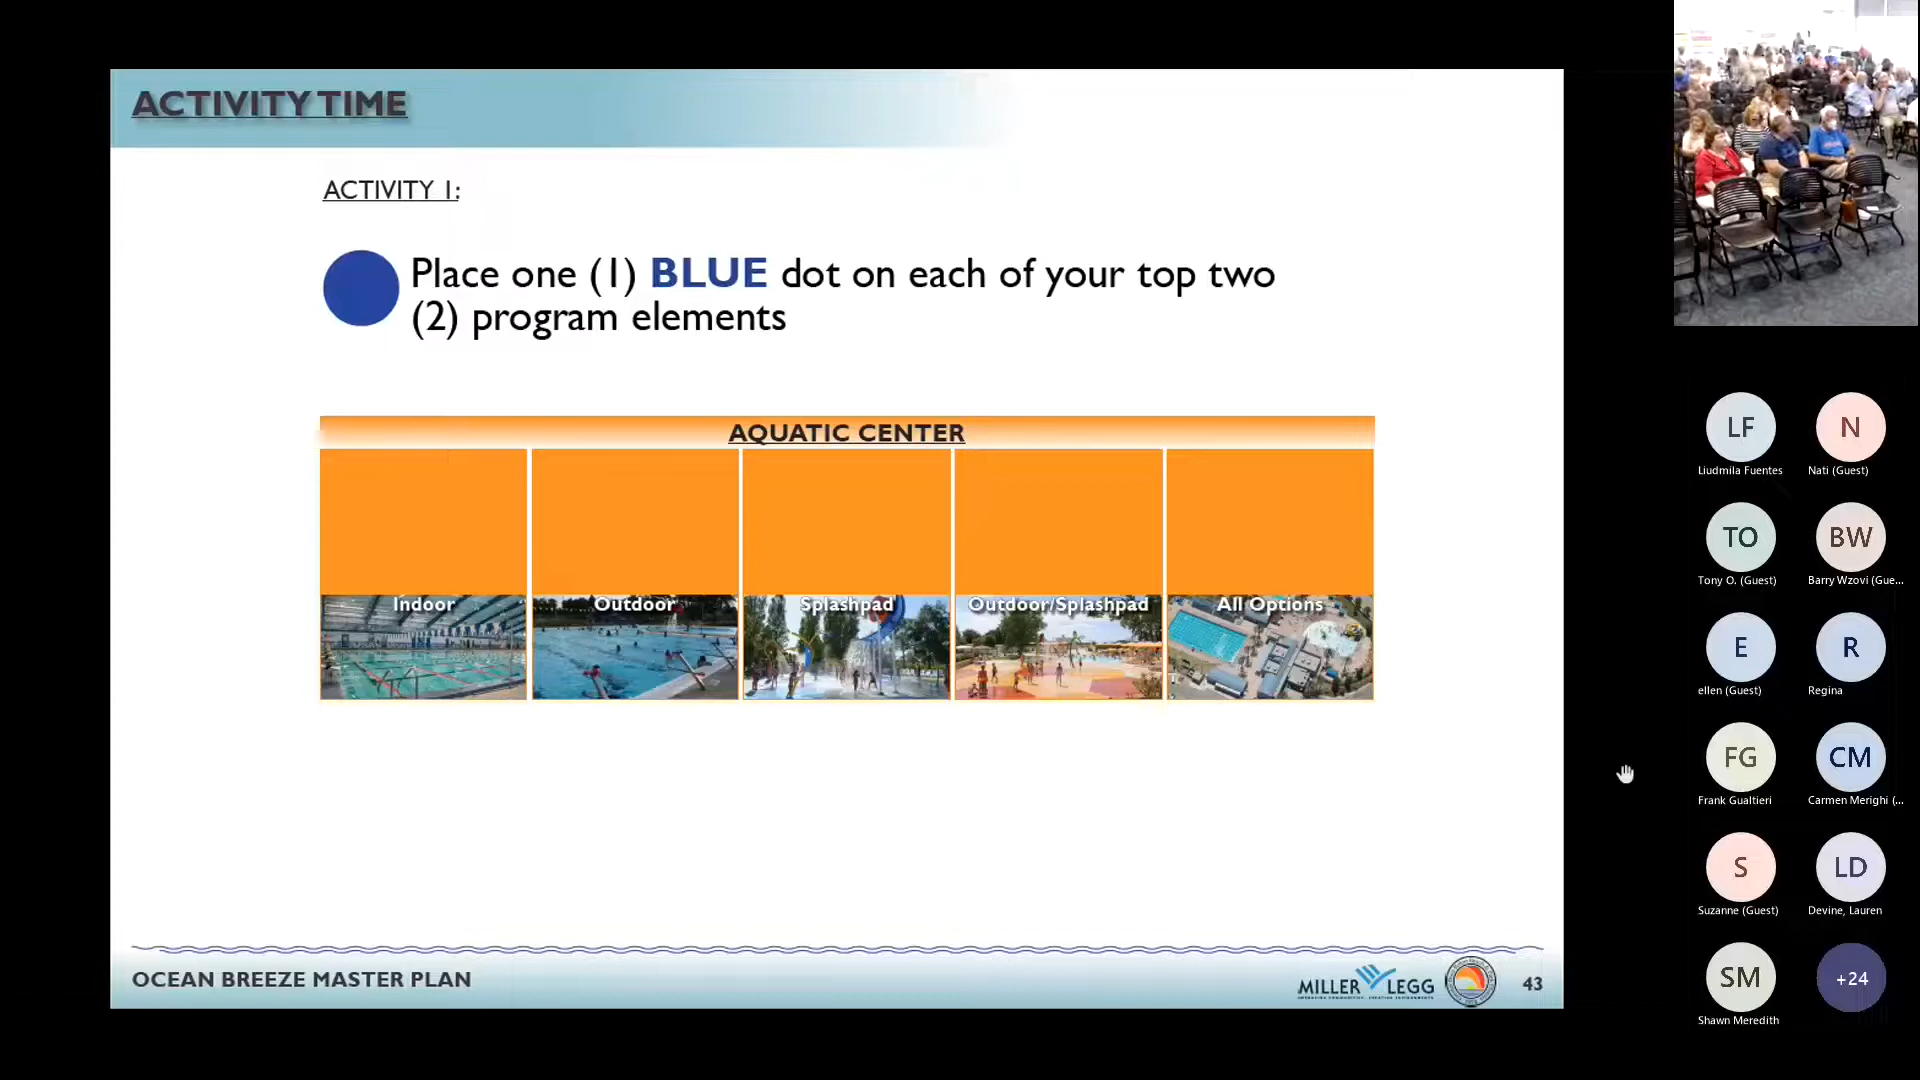 ACTIVITY TIME
ACTIVITY 1:
Place one (1) BLUE dot on each of your top two
(2) program elements
AQUATIC CENTER
Indoor
Outdoor
Splashpad
Outdoor/Splashpad
All Options
OCEAN BREEZE MASTER PLAN
MILLER LEGG
43
LF
N
Liudmila Fuentes
Nati (Guest)
TO
BW
Tony O. (Guest)
Barry Wzovi (Gue...
E
R
ellen (Guest)
Regina
FG
CM
Frank Gualtieri
Carmen Merighi (...
S
LD
Suzanne (Guest)
Devine, Lauren
SM
+24
Shawn Meredith